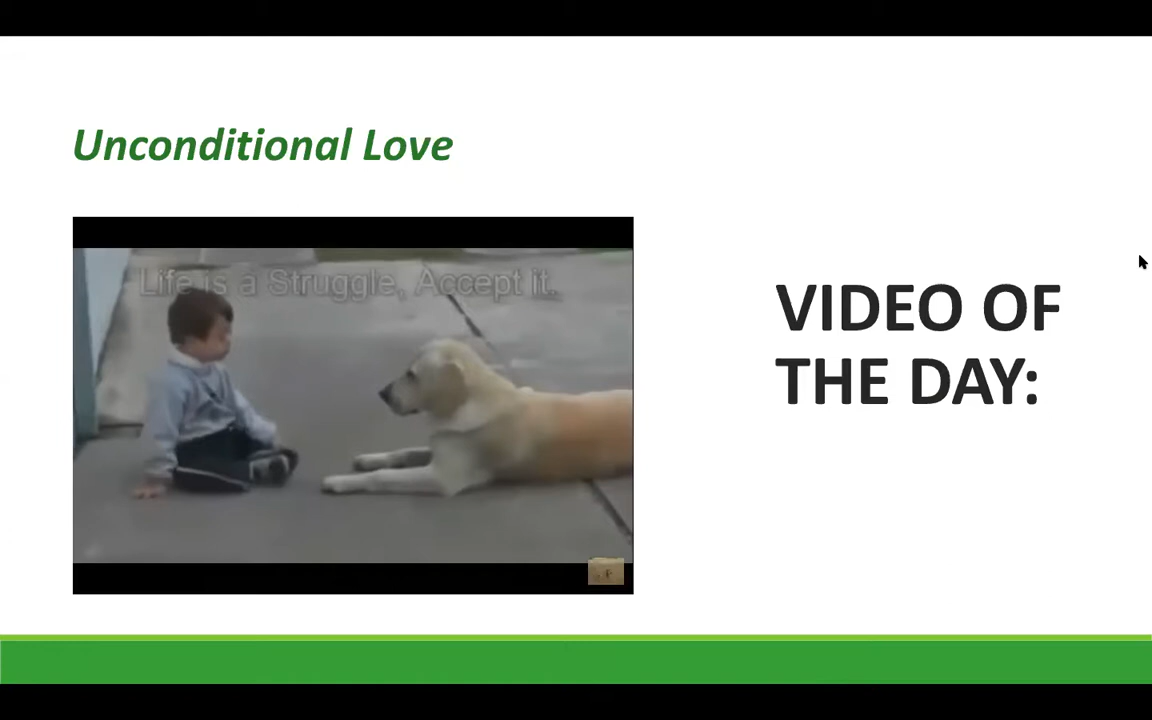 Unconditional Love
Life is a Struggle, Accept it.
VIDEO OF
THE DAY: